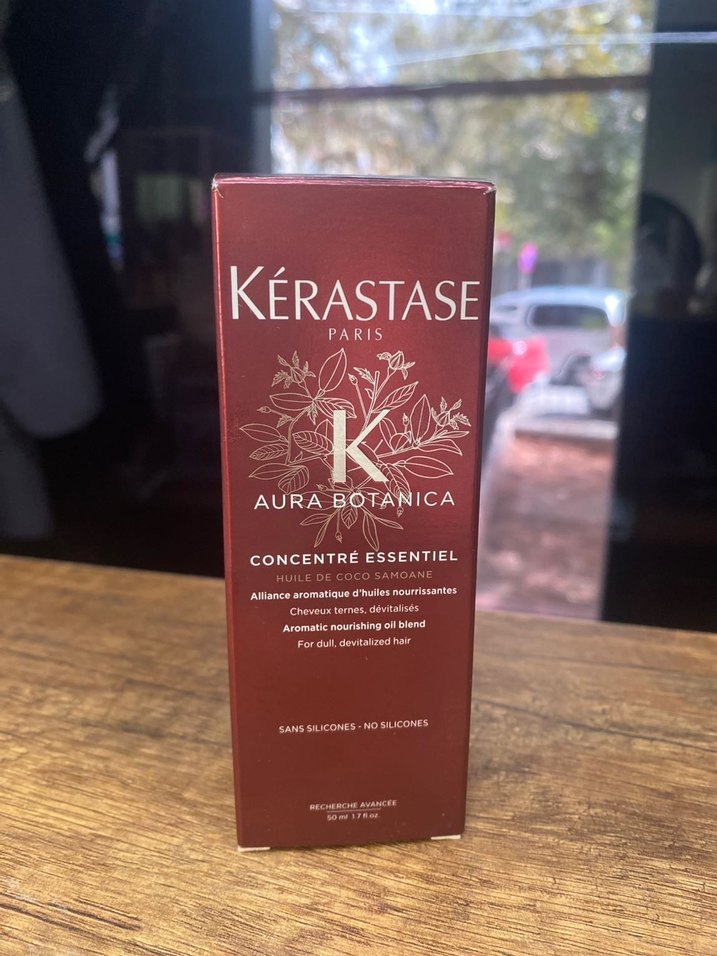 KÉRASTASE
PARIS
K
AURA BOTANICA
CONCENTRÉ ESSENTIEL
HUILE DE COCO SAMOANE
Alliance aromatique d'huiles nourrissantes
Cheveux ternes, dévitalisés
Aromatic nourishing oil blend
For dull, devitalized hair
SANS SILICONES - NO SILICONES
RECHERCHE AVANCÉE
50 ml 1.7 fl.oz.